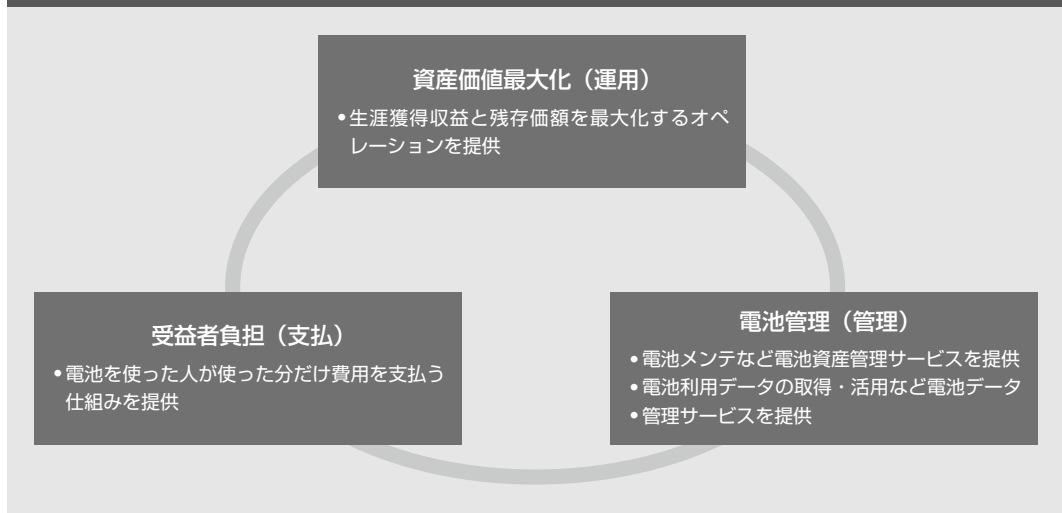 資産価値最大化（運用）
•生涯獲得収益と残存価額を最大化するオペ
レーションを提供
受益者負担（支払）
•電池を使った人が使った分だけ費用を支払う
仕組みを提供
電池管理（管理）
•電池メンテなど電池資産管理サービスを提供
•電池利用データの取得・活用など電池データ
•管理サービスを提供